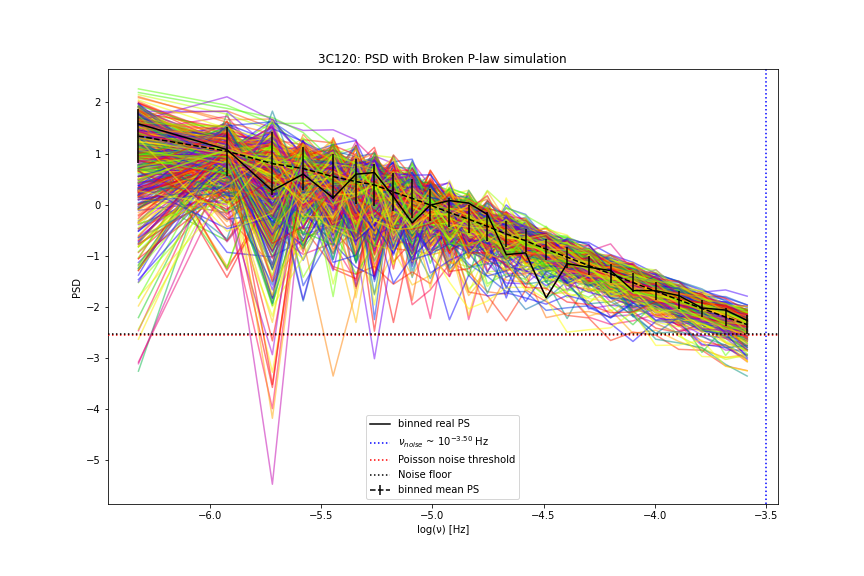 3C120: PSD with Broken P-law simulation
PSD
2
1
0
−1
−2
−3
−4
−5
binned real PS
ν_noise ~ 10^−3.50 Hz
Poisson noise threshold
Noise floor
binned mean PS
−6.0 −5.5 −5.0 −4.5 −4.0 −3.5
log(ν) [Hz]